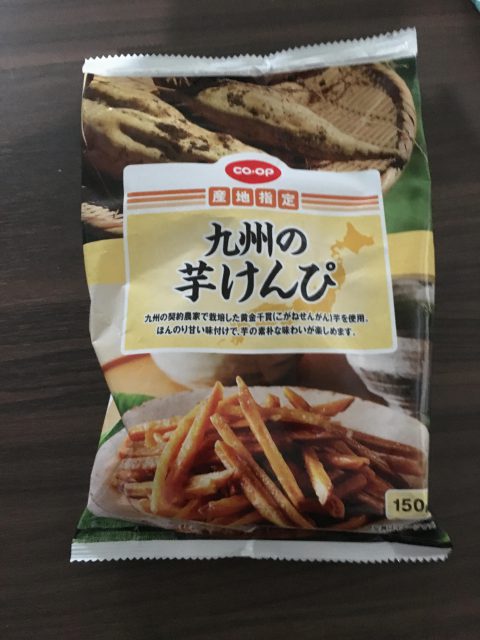 CO·OP
産地指定
九州の
芋けんぴ
九州の契約農家で栽培した黄金千貫(こがねせんがん)芋を使用。
ほんのり甘い味付けで、芋の素朴な味わいが楽しめます。
150